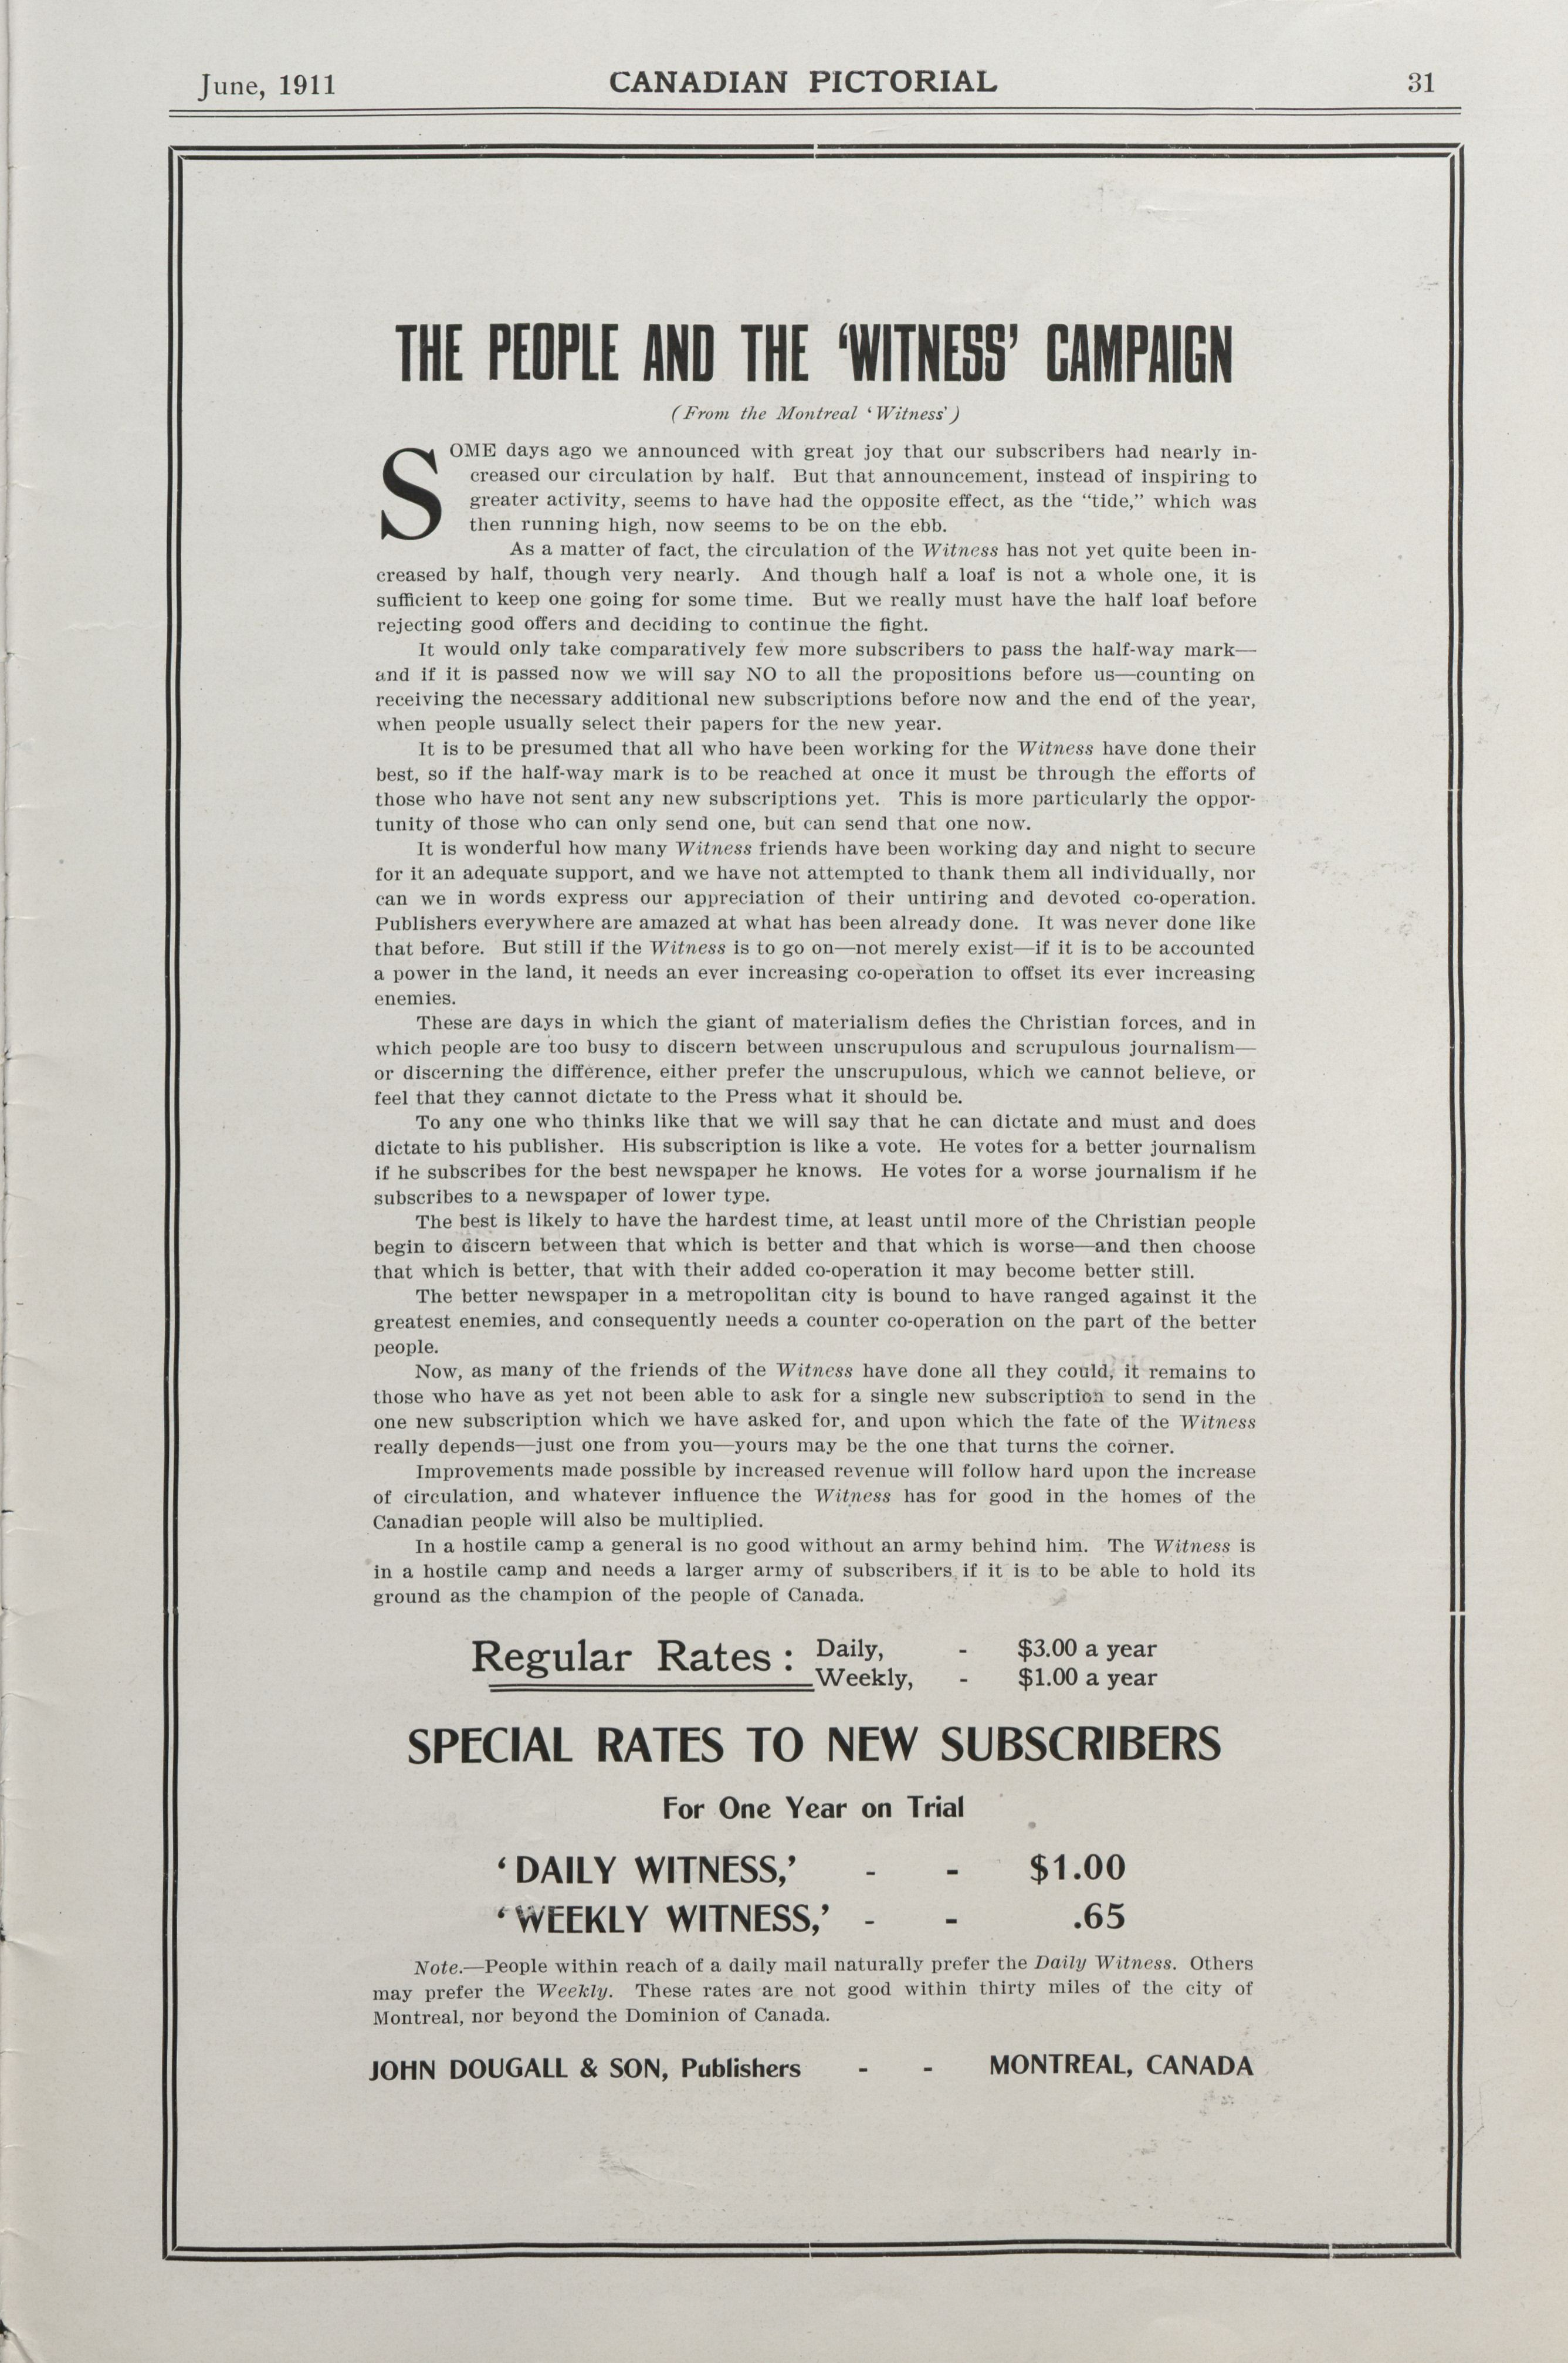 June, 1911 CANADIAN PICTORIAL 31
THE PEOPLE AND THE ‘WITNESS’ CAMPAIGN
(From the Montreal ‘Witness’)
SOME days ago we announced with great joy that our subscribers had nearly in-
creased our circulation by half. But that announcement, instead of inspiring to
greater activity, seems to have had the opposite effect, as the “tide,” which was
then running high, now seems to be on the ebb.
As a matter of fact, the circulation of the Witness has not yet quite been in-
creased by half, though very nearly. And though half a loaf is not a whole one, it is
sufficient to keep one going for some time. But we really must have the half loaf before
rejecting good offers and deciding to continue the fight.
It would only take comparatively few more subscribers to pass the half-way mark—
and if it is passed now we will say NO to all the propositions before us—counting on
receiving the necessary additional new subscriptions before now and the end of the year,
when people usually select their papers for the new year.
It is to be presumed that all who have been working for the Witness have done their
best, so if the half-way mark is to be reached at once it must be through the efforts of
those who have not sent any new subscriptions yet. This is more particularly the oppor-
tunity of those who can only send one, but can send that one now.
It is wonderful how many Witness friends have been working day and night to secure
for it an adequate support, and we have not attempted to thank them all individually, nor
can we in words express our appreciation of their untiring and devoted co-operation.
Publishers everywhere are amazed at what has been already done. It was never done like
that before. But still if the Witness is to go on—not merely exist—if it is to be accounted
a power in the land, it needs an ever increasing co-operation to offset its ever increasing
enemies.
These are days in which the giant of materialism defies the Christian forces, and in
which people are too busy to discern between unscrupulous and scrupulous journalism—
or discerning the difference, either prefer the unscrupulous, which we cannot believe, or
feel that they cannot dictate to the Press what it should be.
To any one who thinks like that we will say that he can dictate and must and does
dictate to his publisher. His subscription is like a vote. He votes for a better journalism
if he subscribes for the best newspaper he knows. He votes for a worse journalism if he
subscribes to a newspaper of lower type.
The best is likely to have the hardest time, at least until more of the Christian people
begin to discern between that which is better and that which is worse—and then choose
that which is better, that with their added co-operation it may become better still.
The better newspaper in a metropolitan city is bound to have ranged against it the
greatest enemies, and consequently needs a counter co-operation on the part of the better
people.
Now, as many of the friends of the Witness have done all they could, it remains to
those who have as yet not been able to ask for a single new subscription to send in the
one new subscription which we have asked for, and upon which the fate of the Witness
really depends—just one from you—yours may be the one that turns the corner.
Improvements made possible by increased revenue will follow hard upon the increase
of circulation, and whatever influence the Witness has for good in the homes of the
Canadian people will also be multiplied.
In a hostile camp a general is no good without an army behind him. The Witness is
in a hostile camp and needs a larger army of subscribers if it is to be able to hold its
ground as the champion of the people of Canada.
Regular Rates: Daily, - $3.00 a year
Weekly, - $1.00 a year
SPECIAL RATES TO NEW SUBSCRIBERS
For One Year on Trial
‘DAILY WITNESS,’ - - $1.00
‘WEEKLY WITNESS,’ - - .65
Note.—People within reach of a daily mail naturally prefer the Daily Witness. Others
may prefer the Weekly. These rates are not good within thirty miles of the city of
Montreal, nor beyond the Dominion of Canada.
JOHN DOUGALL & SON, Publishers - - MONTREAL, CANADA